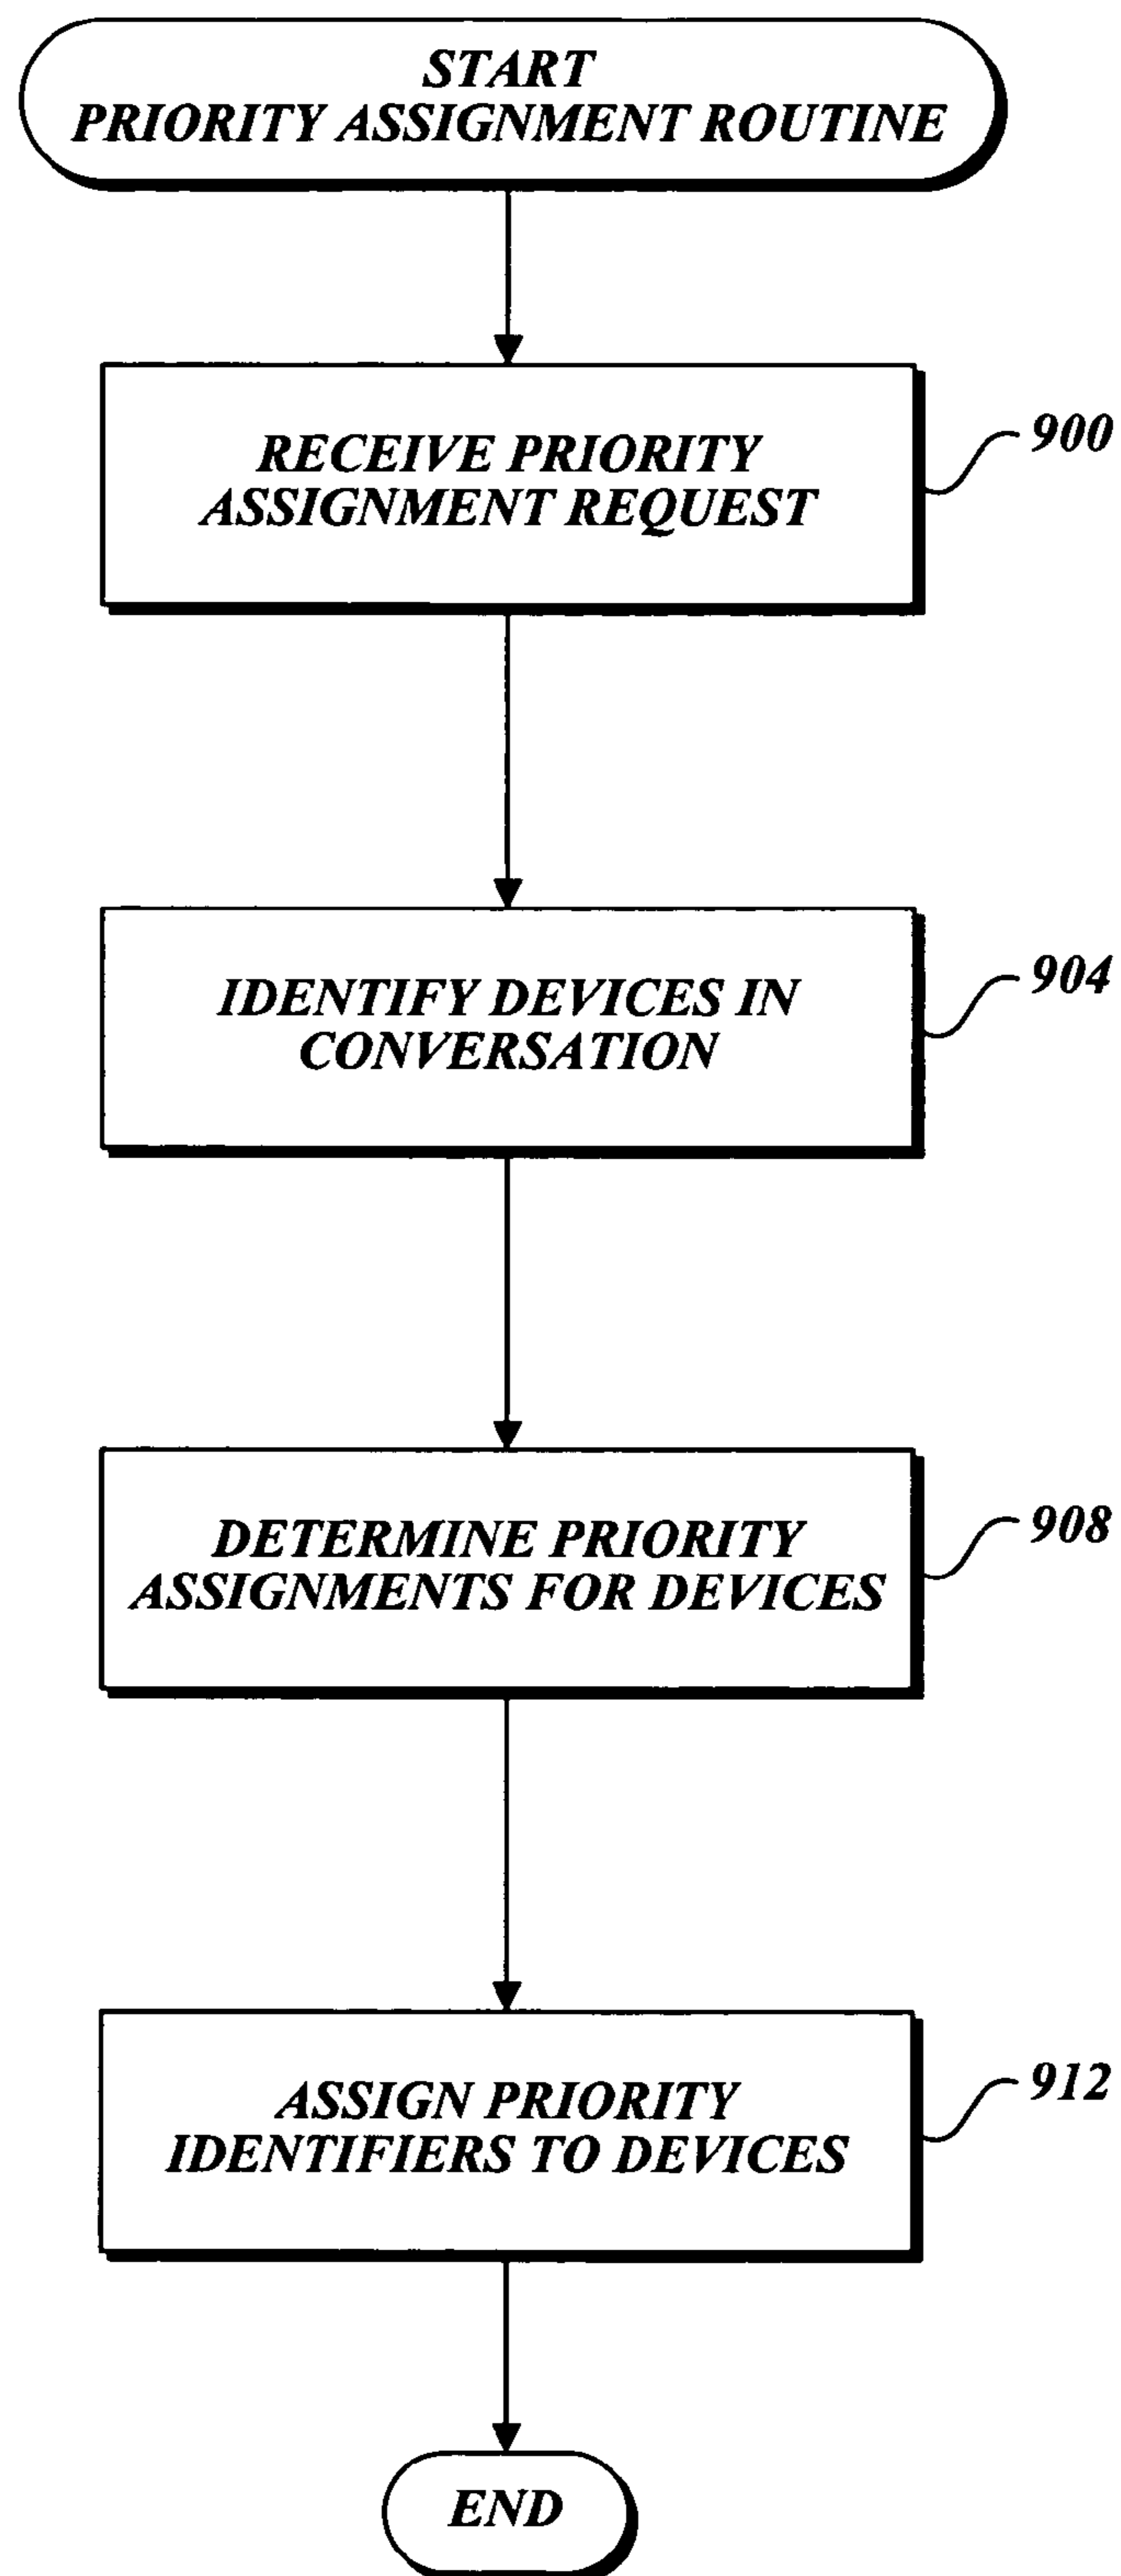 START
PRIORITY ASSIGNMENT ROUTINE
RECEIVE PRIORITY
ASSIGNMENT REQUEST
900
IDENTIFY DEVICES IN
CONVERSATION
904
DETERMINE PRIORITY
ASSIGNMENTS FOR DEVICES
908
ASSIGN PRIORITY
IDENTIFIERS TO DEVICES
912
END